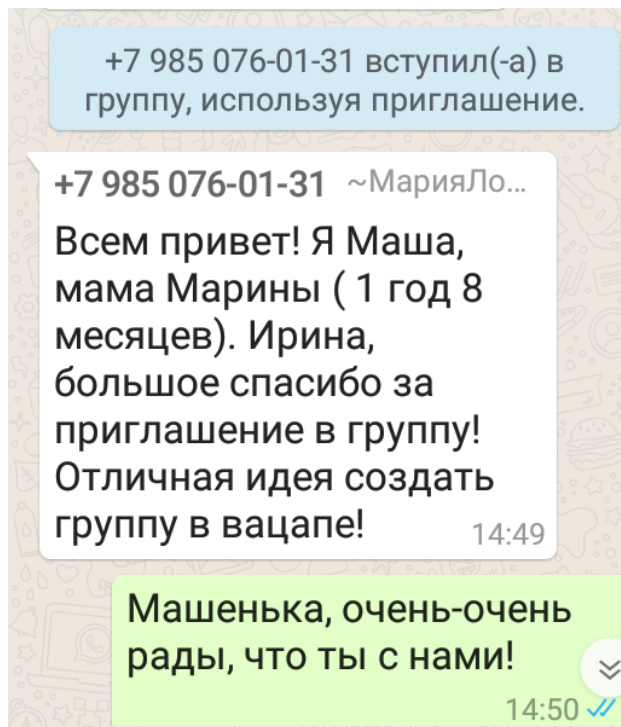 +7 985 076-01-31 вступил(-а) в
группу, используя приглашение.
+7 985 076-01-31 ~МарияЛо...
Всем привет! Я Маша,
мама Марины ( 1 год 8
месяцев). Ирина,
большое спасибо за
приглашение в группу!
Отличная идея создать
группу в вацапе!
14:49
Машенька, очень-очень
рады, что ты с нами!
14:50